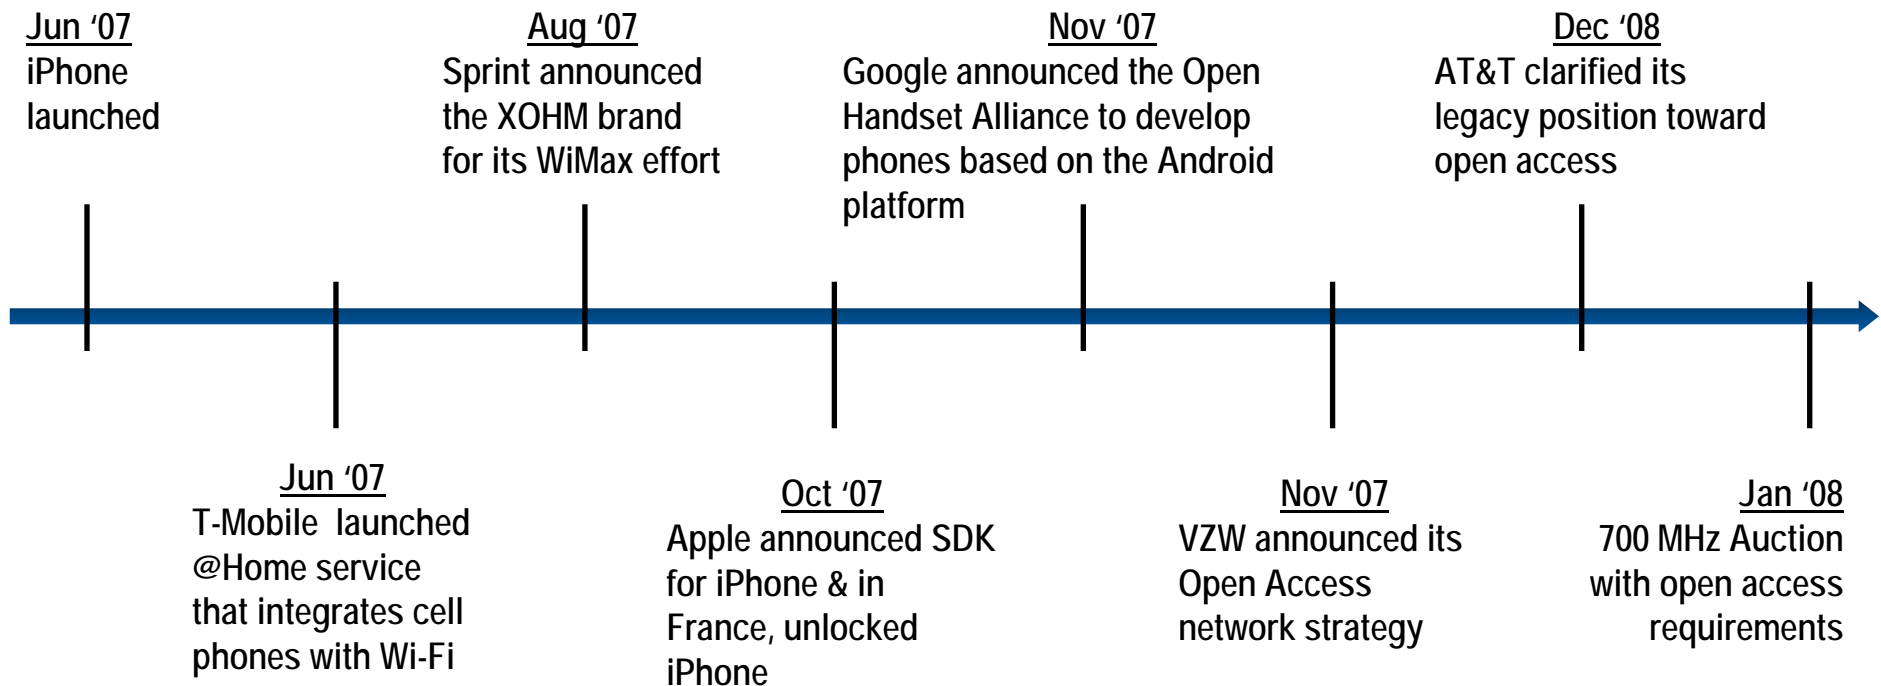 Jun ‘07
iPhone
launched
Jun ‘07
T-Mobile launched
@Home service
that integrates cell
phones with Wi-Fi
Aug ‘07
Sprint announced
the XOHM brand
for its WiMax effort
Oct ‘07
Apple announced SDK
for iPhone & in
France, unlocked
iPhone
Nov ‘07
Google announced the Open
Handset Alliance to develop
phones based on the Android
platform
Nov ‘07
VZW announced its
Open Access
network strategy
Dec ‘08
AT&T clarified its
legacy position toward
open access
Jan ‘08
700 MHz Auction
with open access
requirements